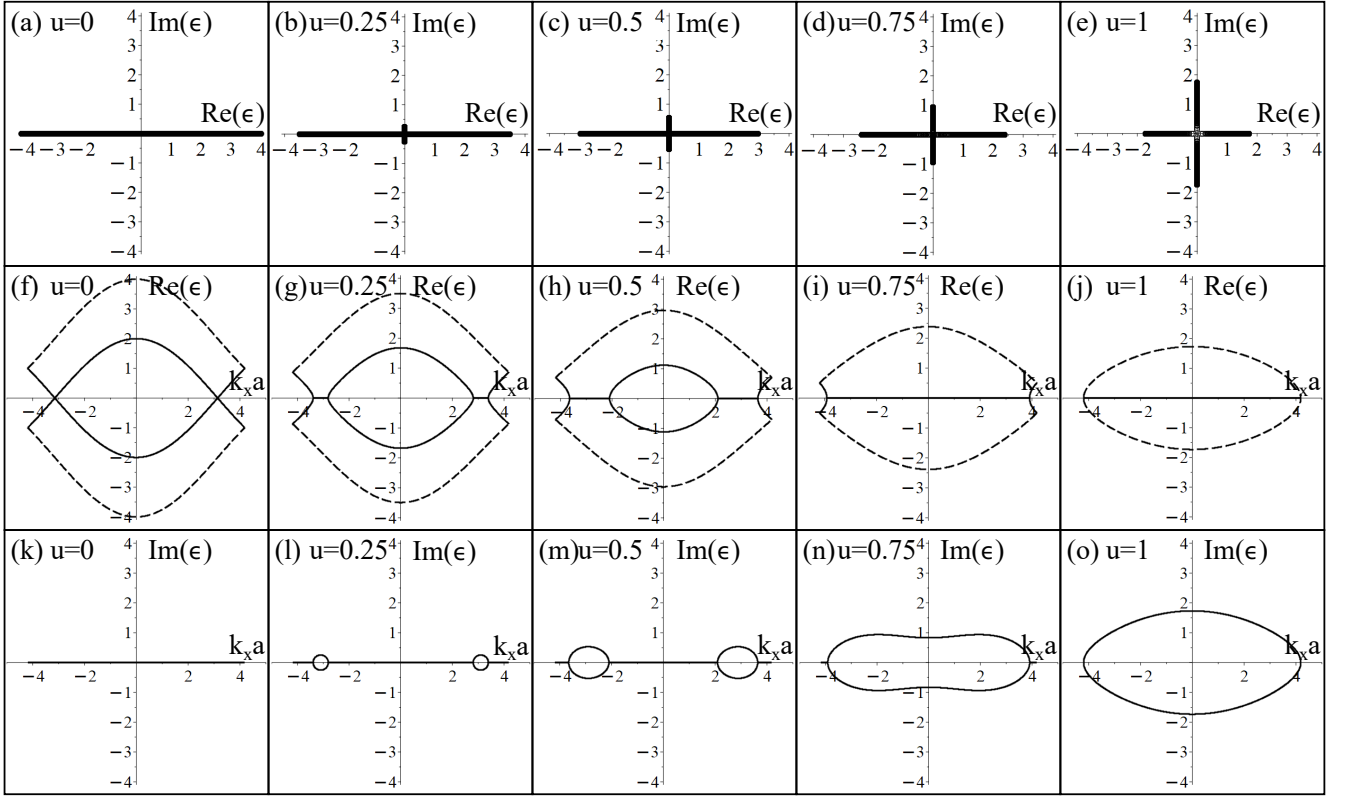 (a) u=0 Im(ϵ)
4
3
2
1
Re(ϵ)
−4 −3 −2 1 2 3 4
−1
−2
−3
−4
(b) u=0.25 Im(ϵ)
4
3
2
1
Re(ϵ)
−4 −3 −2 1 2 3 4
−1
−2
−3
−4
(c) u=0.5 Im(ϵ)
4
3
2
1
Re(ϵ)
−4 −3 −2 1 2 3 4
−1
−2
−3
−4
(d) u=0.75 Im(ϵ)
4
3
2
1
Re(ϵ)
−4 −3 −2 1 2 3 4
−1
−2
−3
−4
(e) u=1 Im(ϵ)
4
3
2
1
Re(ϵ)
−4 −3 −2 1 2 3 4
−1
−2
−3
−4
(f) u=0 Re(ϵ)
4
3
2
1
kₓa
−4 −2 2 4
−1
−2
−3
−4
(g) u=0.25 Re(ϵ)
4
3
2
1
kₓa
−4 −2 2 4
−1
−2
−3
−4
(h) u=0.5 Re(ϵ)
4
3
2
1
kₓa
−4 −2 2 4
−1
−2
−3
−4
(i) u=0.75 Re(ϵ)
4
3
2
1
kₓa
−4 −2 2 4
−1
−2
−3
−4
(j) u=1 Re(ϵ)
4
3
2
1
kₓa
−4 −2 2 4
−1
−2
−3
−4
(k) u=0 Im(ϵ)
4
3
2
1
kₓa
−4 −2 2 4
−1
−2
−3
−4
(l) u=0.25 Im(ϵ)
4
3
2
1
kₓa
−4 −2 2 4
−1
−2
−3
−4
(m) u=0.5 Im(ϵ)
4
3
2
1
kₓa
−4 −2 2 4
−1
−2
−3
−4
(n) u=0.75 Im(ϵ)
4
3
2
1
kₓa
−4 −2 2 4
−1
−2
−3
−4
(o) u=1 Im(ϵ)
4
3
2
1
kₓa
−4 −2 2 4
−1
−2
−3
−4